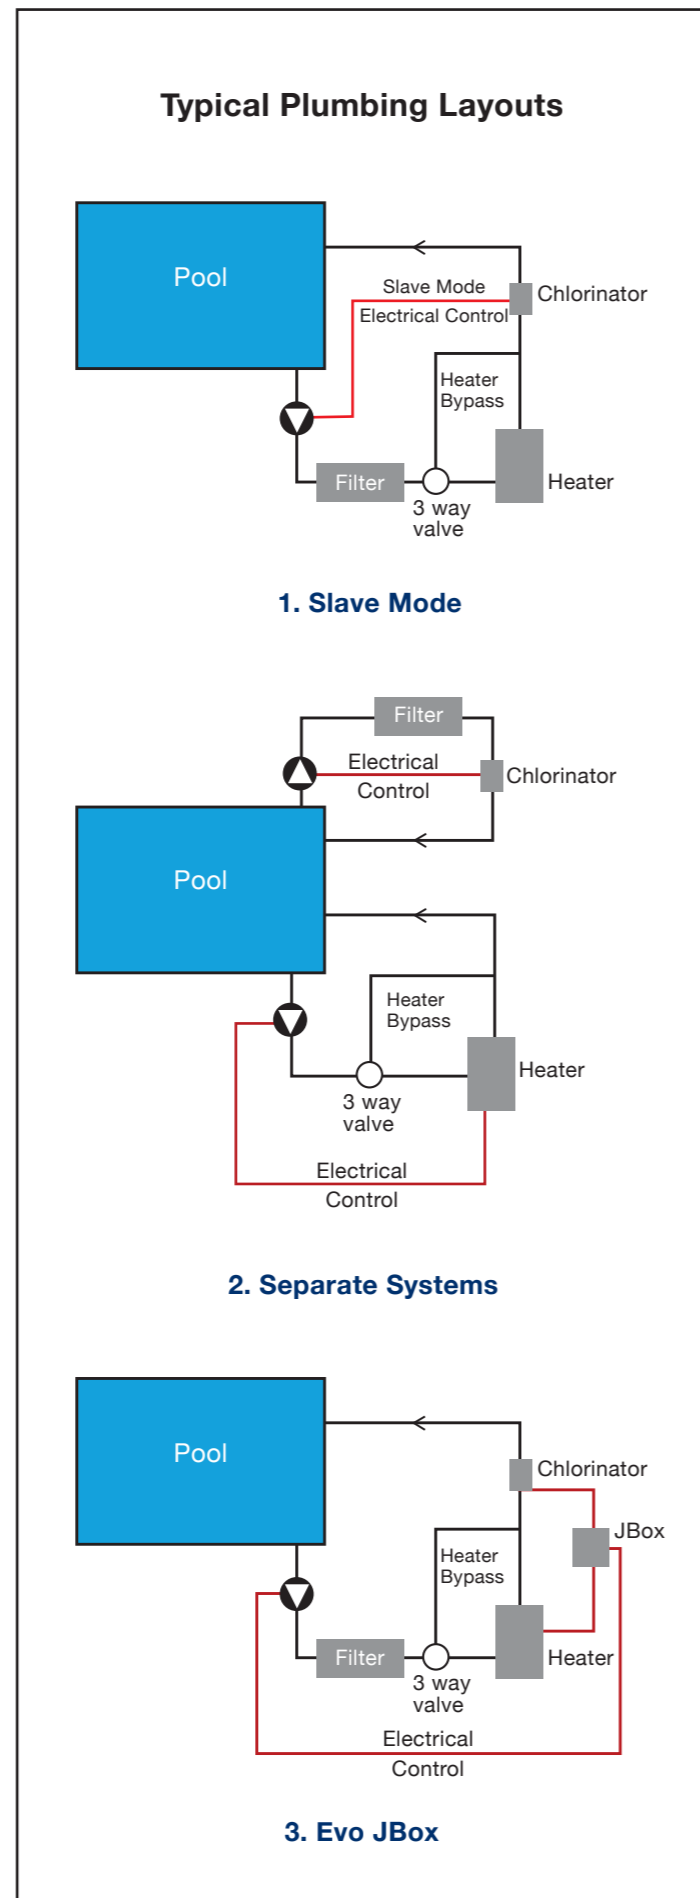 Typical Plumbing Layouts
Pool
Slave Mode
Electrical Control
Chlorinator
Heater
Bypass
Filter
Heater
3 way
valve
1. Slave Mode
Filter
Electrical
Control
Chlorinator
Pool
Heater
Bypass
Heater
3 way
valve
Electrical
Control
2. Separate Systems
Pool
Chlorinator
JBox
Heater
Bypass
Filter
Heater
3 way
valve
Electrical
Control
3. Evo JBox